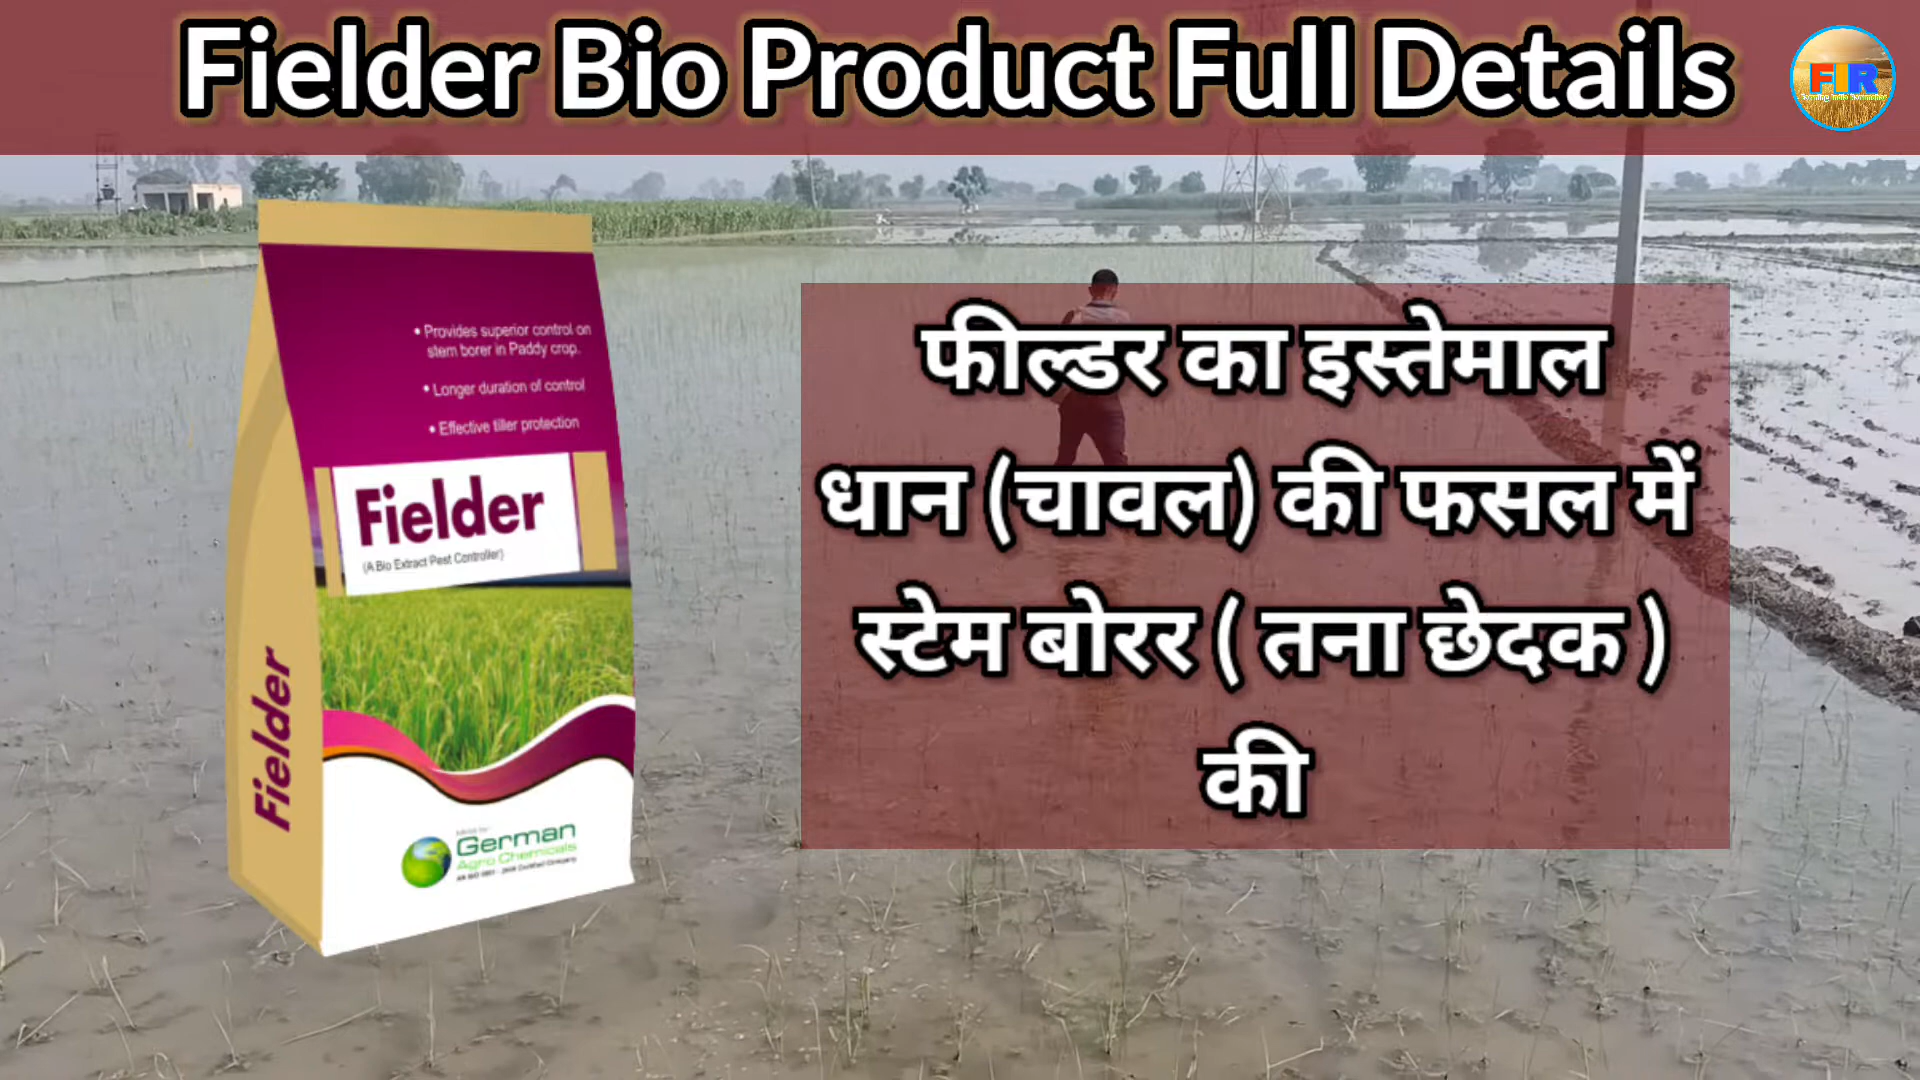 Fielder Bio Product Full Details
FIR
• Provides superior control on
stem borer in Paddy crop.
• Longer duration of control
• Effective tiller protection
Fielder
(A Bio Extract Pest Controller)
Fielder
German
Agro Chemicals
फील्डर का इस्तेमाल
धान (चावल) की फसल में
स्टेम बोरर ( तना छेदक )
की